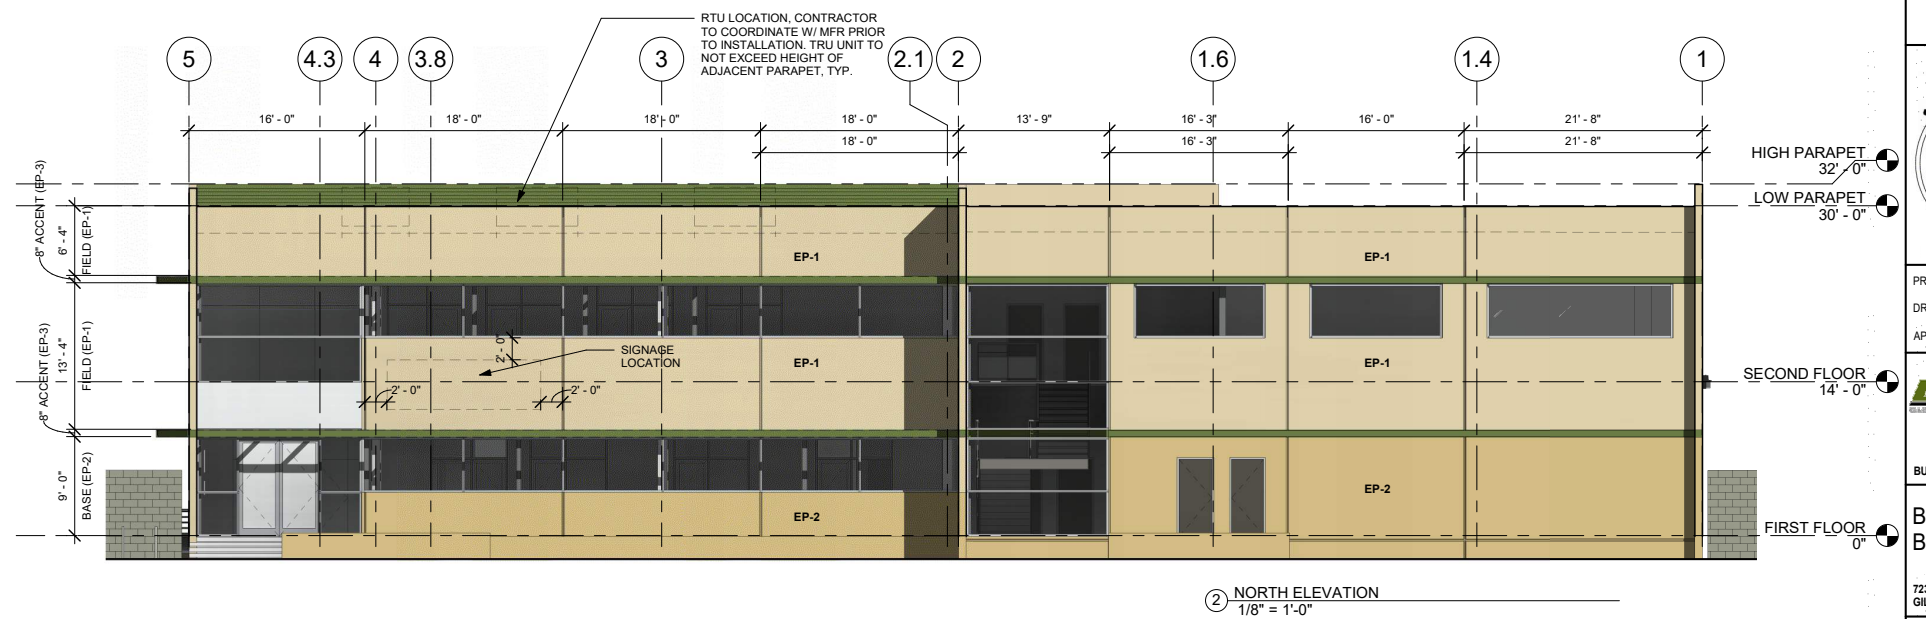 RTU LOCATION, CONTRACTOR
TO COORDINATE W/ MFR PRIOR
TO INSTALLATION. TRU UNIT TO
NOT EXCEED HEIGHT OF
ADJACENT PARAPET, TYP.
5
4.3
4
3.8
3
2.1
2
1.6
1.4
1
16' - 0"
18' - 0"
18' - 0"
18' - 0"
13' - 9"
16' - 3"
16' - 0"
21' - 8"
18' - 0"
16' - 3"
21' - 8"
HIGH PARAPET
32' - 0"
LOW PARAPET
30' - 0"
SECOND FLOOR
14' - 0"
FIRST FLOOR
0"
8" ACCENT (EP-3)
6' - 4"
FIELD (EP-1)
8" ACCENT (EP-3)
13' - 4"
FIELD (EP-1)
9' - 0"
BASE (EP-2)
EP-1
EP-1
SIGNAGE
LOCATION
2' - 0"
2' - 0"
2' - 0"
EP-1
EP-1
EP-2
EP-2
2
NORTH ELEVATION
1/8" = 1'-0"
PR
DR
AP
BU
B
B
723
GIL